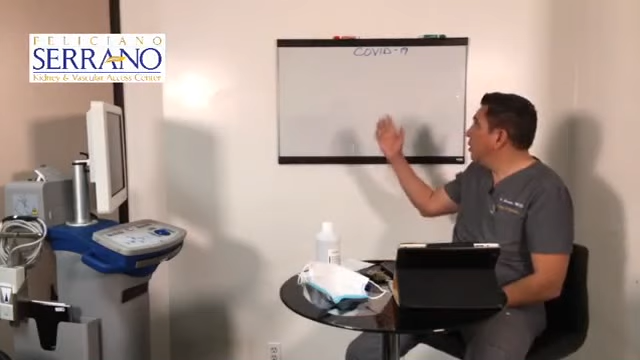 FELICIANO
SERRANO
Kidney & Vascular Access Center
COVID-19